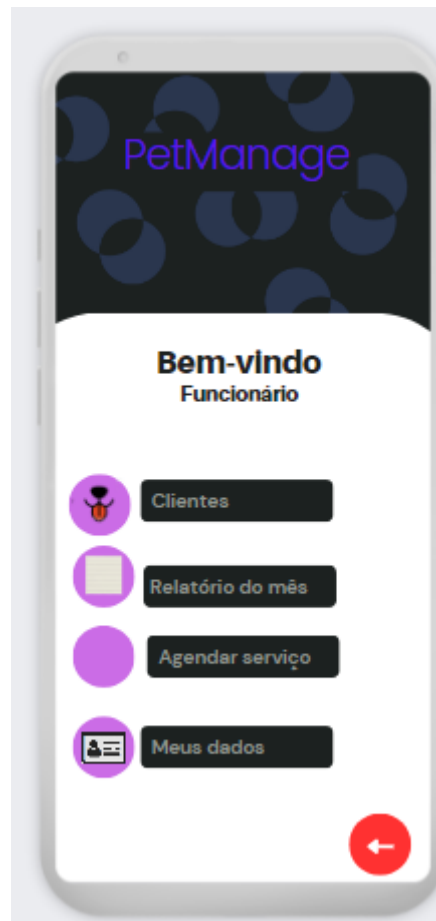 PetManage
Bem-vindo
Funcionário
Clientes
Relatório do mês
Agendar serviço
Meus dados